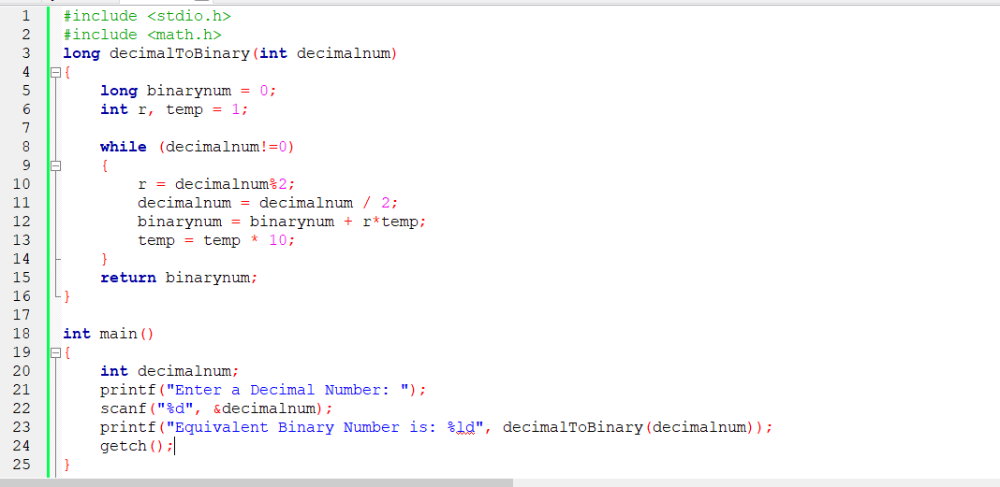 1 #include <stdio.h>
2 #include <math.h>
3 long decimalToBinary(int decimalnum)
4 {
5     long binarynum = 0;
6     int r, temp = 1;
7
8     while (decimalnum!=0)
9     {
10         r = decimalnum%2;
11         decimalnum = decimalnum / 2;
12         binarynum = binarynum + r*temp;
13         temp = temp * 10;
14     }
15     return binarynum;
16 }
17
18 int main()
19 {
20     int decimalnum;
21     printf("Enter a Decimal Number: ");
22     scanf("%d", &decimalnum);
23     printf("Equivalent Binary Number is: %ld", decimalToBinary(decimalnum));
24     getch();
25 }